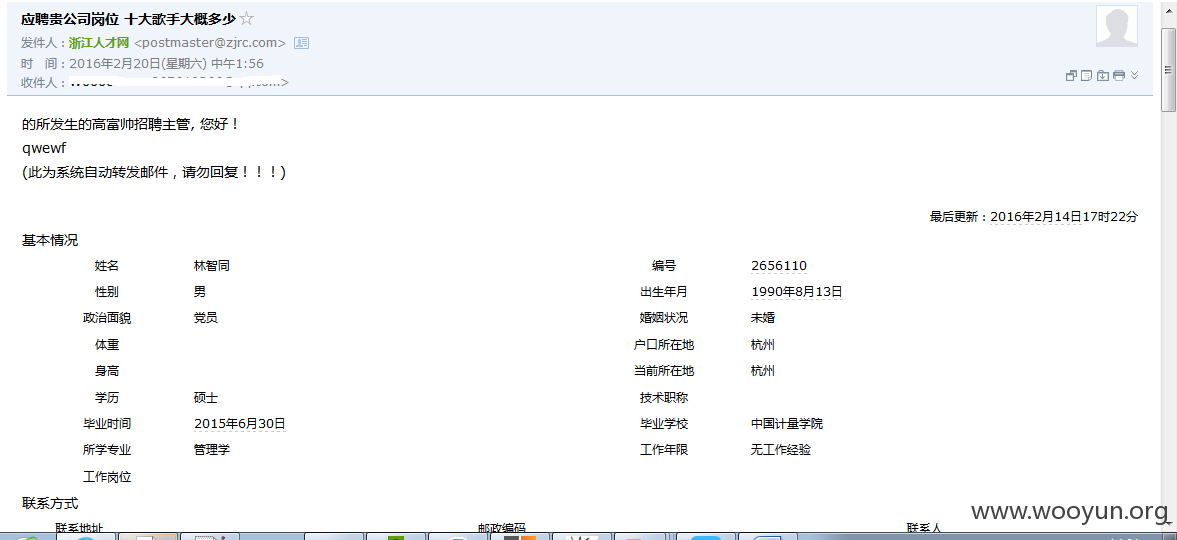 应聘贵公司岗位 十大歌手大概多少☆
发件人：浙江人才网 <postmaster@zjrc.com>
时 间：2016年2月20日(星期六) 中午1:56
收件人：
的所发生的高富帅招聘主管, 您好！
qwewf
(此为系统自动转发邮件，请勿回复！！！)
最后更新：2016年2月14日17时22分
基本情况
姓名 林智同 编号 2656110
性别 男 出生年月 1990年8月13日
政治面貌 党员 婚姻状况 未婚
体重 户口所在地 杭州
身高 当前所在地 杭州
学历 硕士 技术职称
毕业时间 2015年6月30日 毕业学校 中国计量学院
所学专业 管理学 工作年限 无工作经验
工作岗位
联系方式
联系地址 邮政编码 联系人
www.wooyun.org